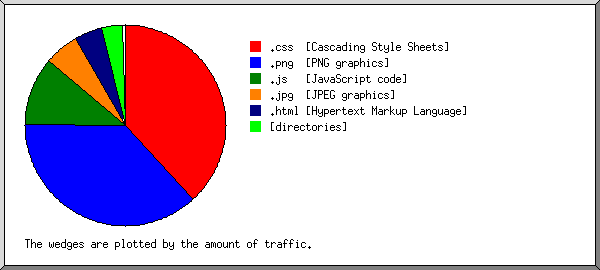 .css [Cascading Style Sheets]
.png [PNG graphics]
.js [JavaScript code]
.jpg [JPEG graphics]
.html [Hypertext Markup Language]
[directories]
The wedges are plotted by the amount of traffic.